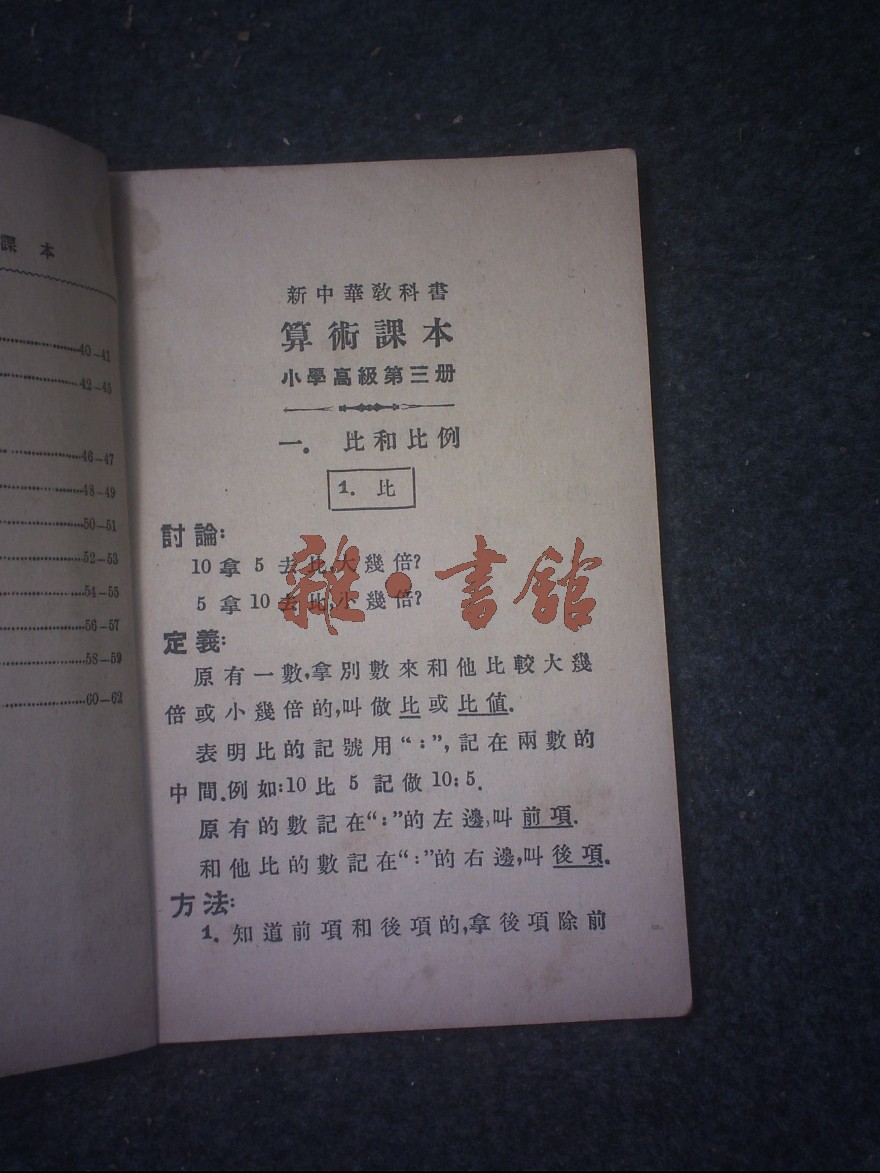 課本
40-41
42-45
46-47
48-49
50-51
52-53
54-55
56-57
58-59
60-62
新中華教科書
算術課本
小學高級第三册
一. 比和比例
1. 比
討論:
10拿5去比,大幾倍?
5拿10去比,小幾倍?
定義:
原有一數,拿別數來和他比較大幾
倍或小幾倍的,叫做比或比值.
表明比的記號用“:”,記在兩數的
中間.例如:10比5記做10:5.
原有的數記在“:”的左邊,叫前項.
和他比的數記在“:”的右邊,叫後項.
方法:
1. 知道前項和後項的,拿後項除前
雜·書館